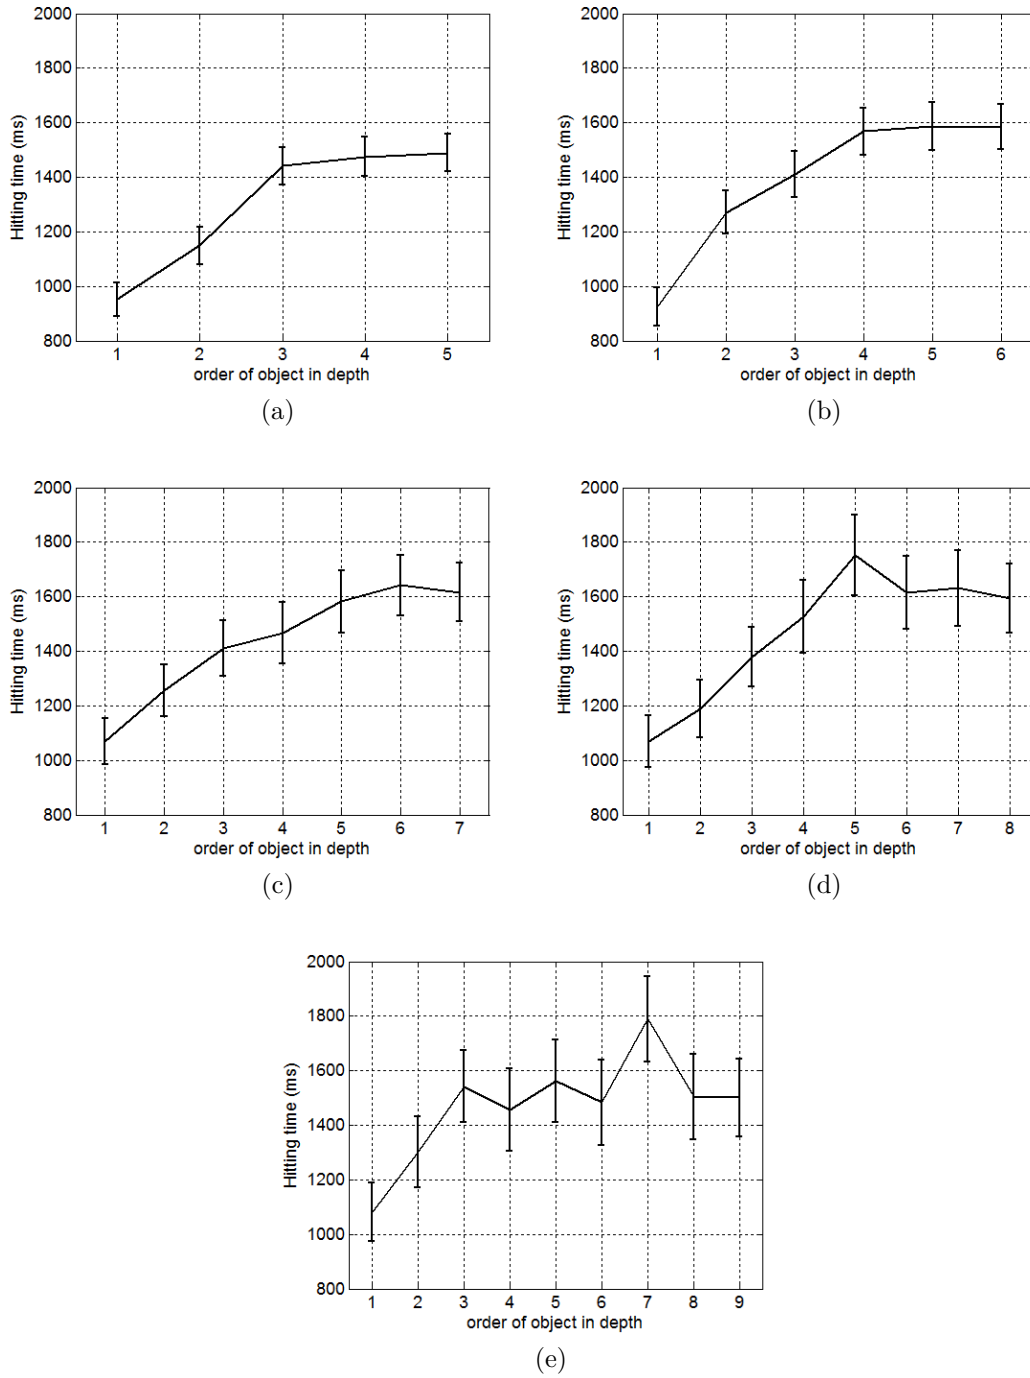 2000
1800
1600
1400
1200
1000
800
Hitting time (ms)
1 2 3 4 5
order of object in depth
(a)
2000
1800
1600
1400
1200
1000
800
Hitting time (ms)
1 2 3 4 5 6
order of object in depth
(b)
2000
1800
1600
1400
1200
1000
800
Hitting time (ms)
1 2 3 4 5 6 7
order of object in depth
(c)
2000
1800
1600
1400
1200
1000
800
Hitting time (ms)
1 2 3 4 5 6 7 8
order of object in depth
(d)
2000
1800
1600
1400
1200
1000
800
Hitting time (ms)
1 2 3 4 5 6 7 8 9
order of object in depth
(e)